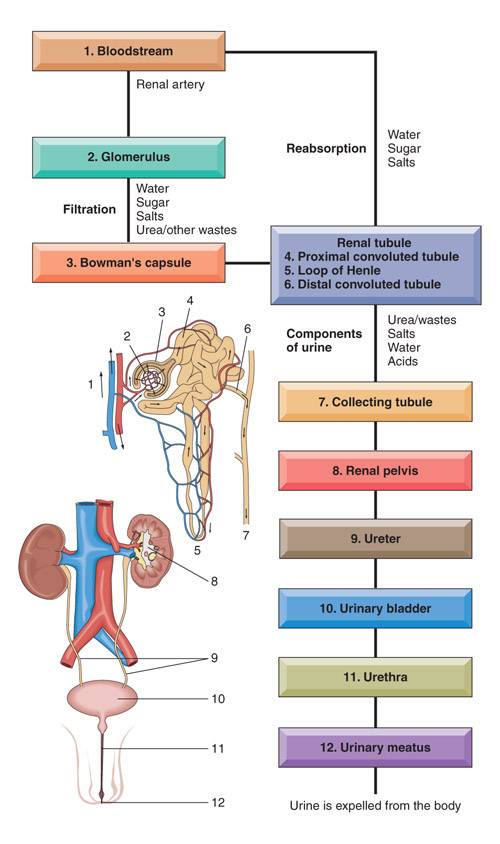 1. Bloodstream
Renal artery
2. Glomerulus
Filtration
Water
Sugar
Salts
Urea/other wastes
3. Bowman's capsule
Reabsorption
Water
Sugar
Salts
Renal tubule
4. Proximal convoluted tubule
5. Loop of Henle
6. Distal convoluted tubule
Components
of urine
Urea/wastes
Salts
Water
Acids
7. Collecting tubule
8. Renal pelvis
9. Ureter
10. Urinary bladder
11. Urethra
12. Urinary meatus
Urine is expelled from the body
1
2
3
4
6
5
7
8
9
10
11
12